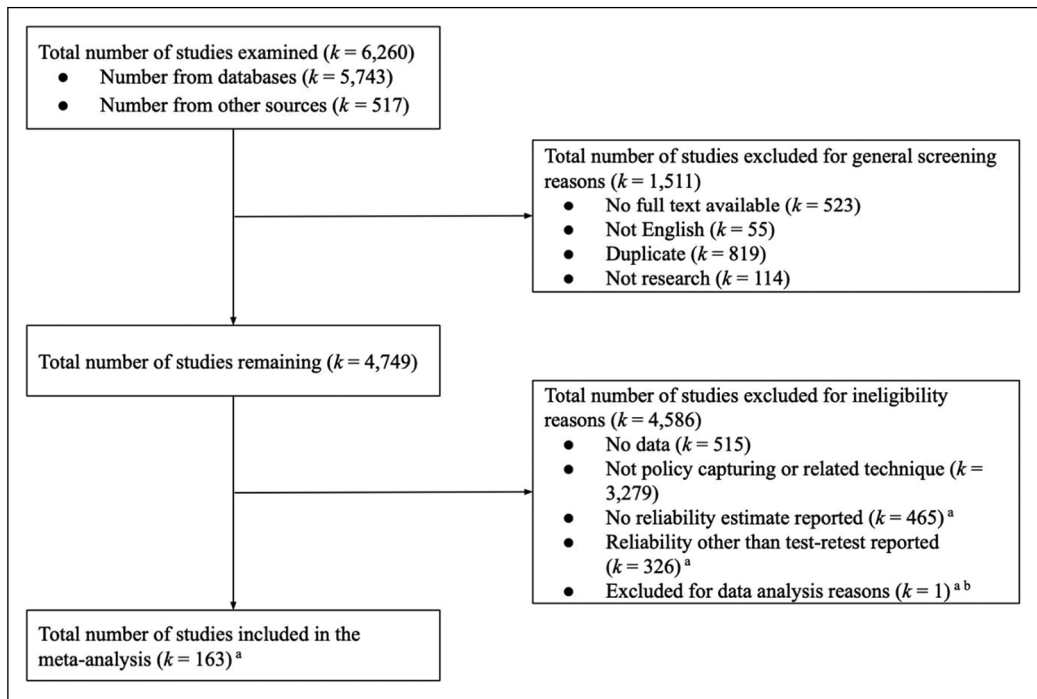 Total number of studies examined (k = 6,260)
● Number from databases (k = 5,743)
● Number from other sources (k = 517)
Total number of studies excluded for general screening
reasons (k = 1,511)
● No full text available (k = 523)
● Not English (k = 55)
● Duplicate (k = 819)
● Not research (k = 114)
Total number of studies remaining (k = 4,749)
Total number of studies excluded for ineligibility
reasons (k = 4,586)
● No data (k = 515)
● Not policy capturing or related technique (k =
3,279)
● No reliability estimate reported (k = 465) a
● Reliability other than test-retest reported
(k = 326) a
● Excluded for data analysis reasons (k = 1) a b
Total number of studies included in the
meta-analysis (k = 163) a